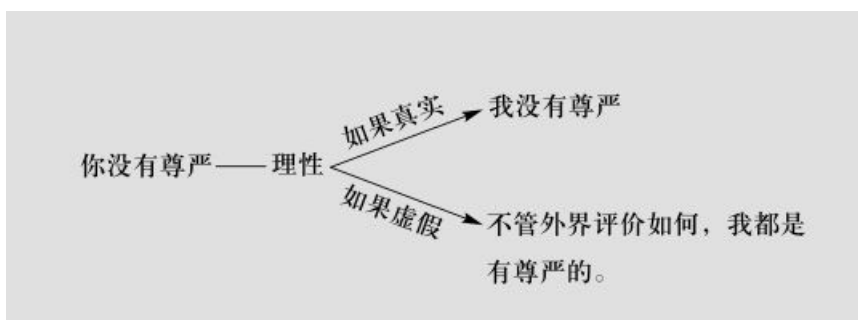 如果真实
我没有尊严
你没有尊严——理性
如果虚假
不管外界评价如何，我都是
有尊严的。